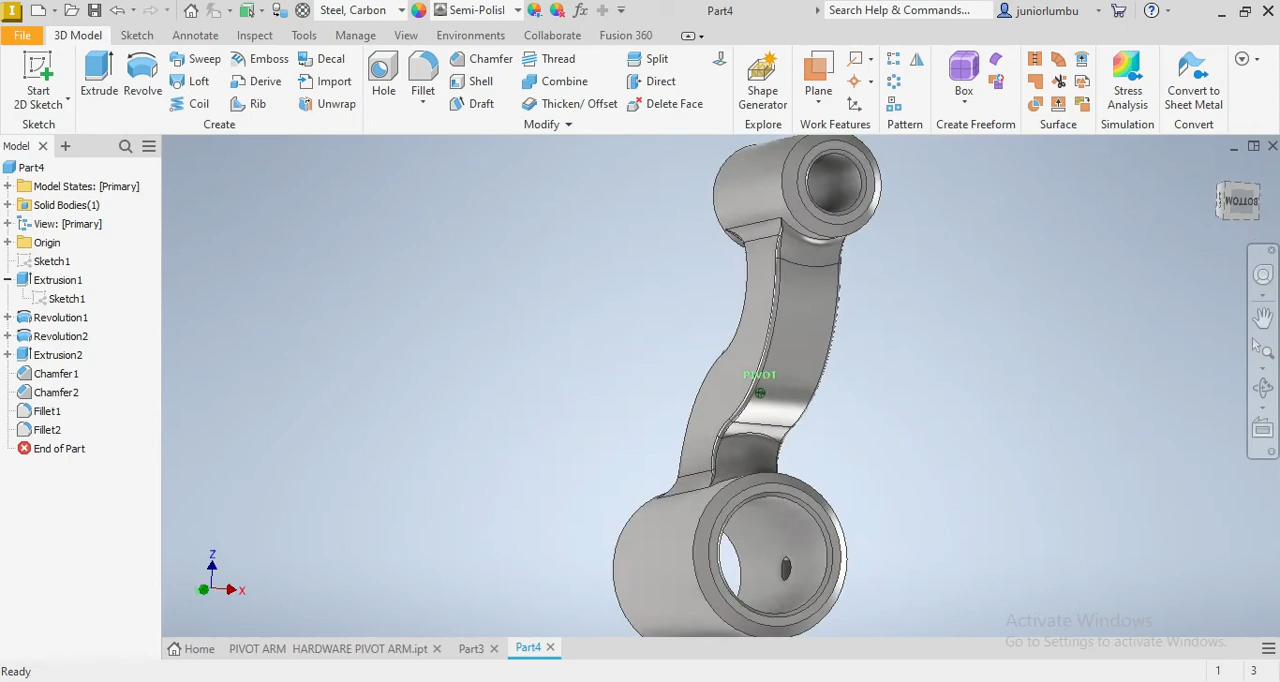 Steel, Carbon
Semi-Polisl
Part4
Search Help & Commands...
juniorlumbu
File
3D Model
Sketch
Annotate
Inspect
Tools
Manage
View
Environments
Collaborate
Fusion 360
Start
2D Sketch
Sketch
Extrude
Revolve
Sweep
Loft
Coil
Emboss
Derive
Rib
Decal
Import
Unwrap
Create
Hole
Fillet
Chamfer
Shell
Draft
Thread
Combine
Thicken/ Offset
Split
Direct
Delete Face
Modify
Shape
Generator
Explore
Plane
Work Features
Pattern
Box
Create Freeform
Surface
Stress
Analysis
Simulation
Convert to
Sheet Metal
Convert
Model
Part4
Model States: [Primary]
Solid Bodies(1)
View: [Primary]
Origin
Sketch1
Extrusion1
Sketch1
Revolution1
Revolution2
Extrusion2
Chamfer1
Chamfer2
Fillet1
Fillet2
End of Part
BOTTOM
PIVOT
Z
X
Activate Windows
Go to Settings to activate Windows.
Home
PIVOT ARM HARDWARE PIVOT ARM.ipt
Part3
Part4
Ready
1
3